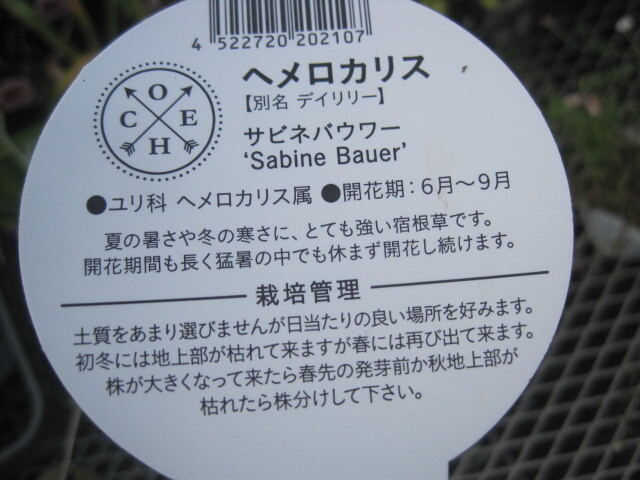 4 522720 202107
ヘメロカリス
【別名 デイリリー】
O
C E
H
サビネバウワー
‘Sabine Bauer’
●ユリ科 ヘメロカリス属 ●開花期：6月～9月
夏の暑さや冬の寒さに、とても強い宿根草です。
開花期間も長く猛暑の中でも休まず開花し続けます。
栽培管理
土質をあまり選びませんが日当たりの良い場所を好みます。
初冬には地上部が枯れて来ますが春には再び出て来ます。
株が大きくなって来たら春先の発芽前か秋地上部が
枯れたら株分けして下さい。